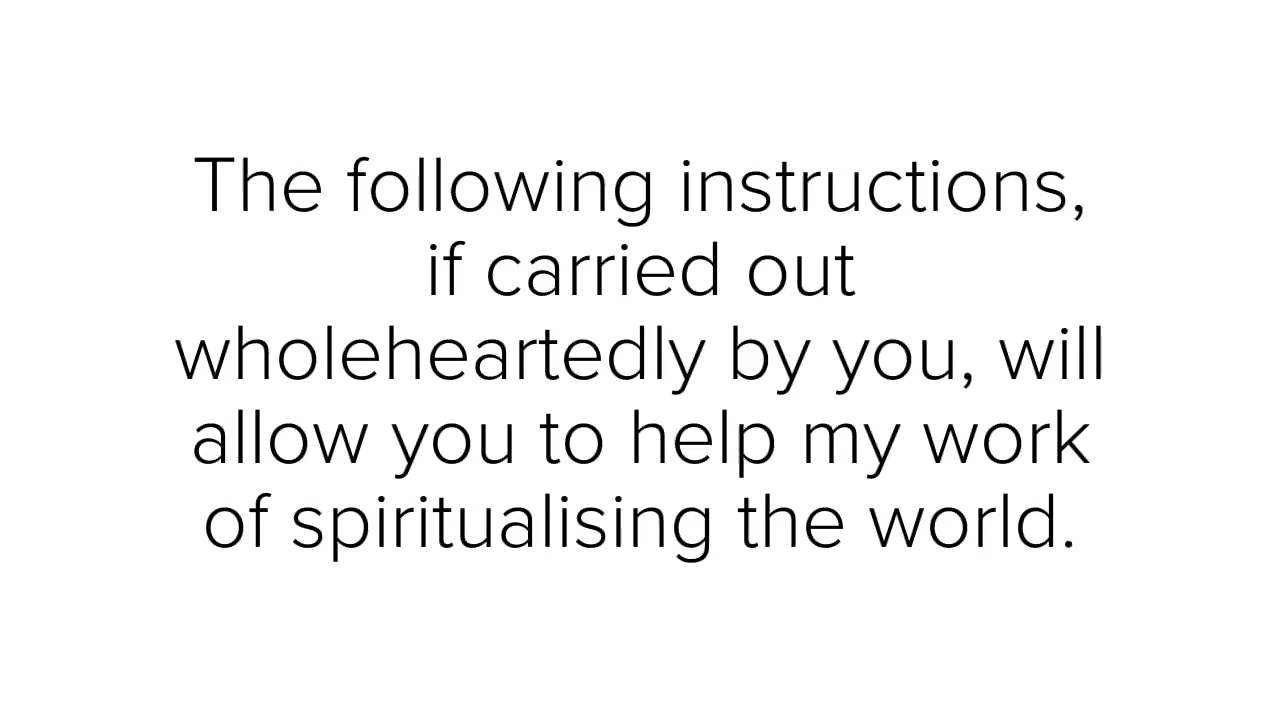 The following instructions,
if carried out
wholeheartedly by you, will
allow you to help my work
of spiritualising the world.